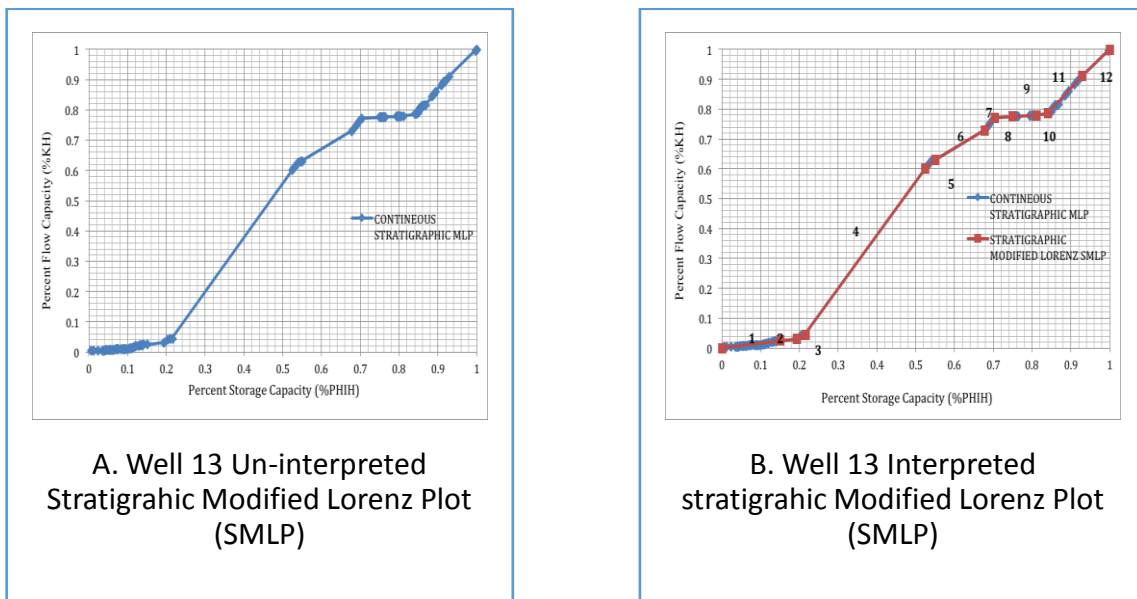 1
0.9
0.8
0.7
0.6
0.5
0.4
0.3
0.2
0.1
0
Percent Flow Capacity (%KH)
CONTINEOUS
STRATIGRAPHIC MLP
0 0.1 0.2 0.3 0.4 0.5 0.6 0.7 0.8 0.9 1
Percent Storage Capacity (%PHIH)
A. Well 13 Un-interpreted
Stratigrahic Modified Lorenz Plot
(SMLP)
1
0.9
0.8
0.7
0.6
0.5
0.4
0.3
0.2
0.1
0
Percent Flow Capacity (%KH)
1
2
3
4
5
6
7
8
9
10
11
12
CONTINEOUS
STRATIGRAPHIC MLP
STRATIGRAPHIC
MODIFIED LORENZ SMLP
0 0.1 0.2 0.3 0.4 0.5 0.6 0.7 0.8 0.9 1
Percent Storage Capacity (%PHIH)
B. Well 13 Interpreted
stratigrahic Modified Lorenz Plot
(SMLP)